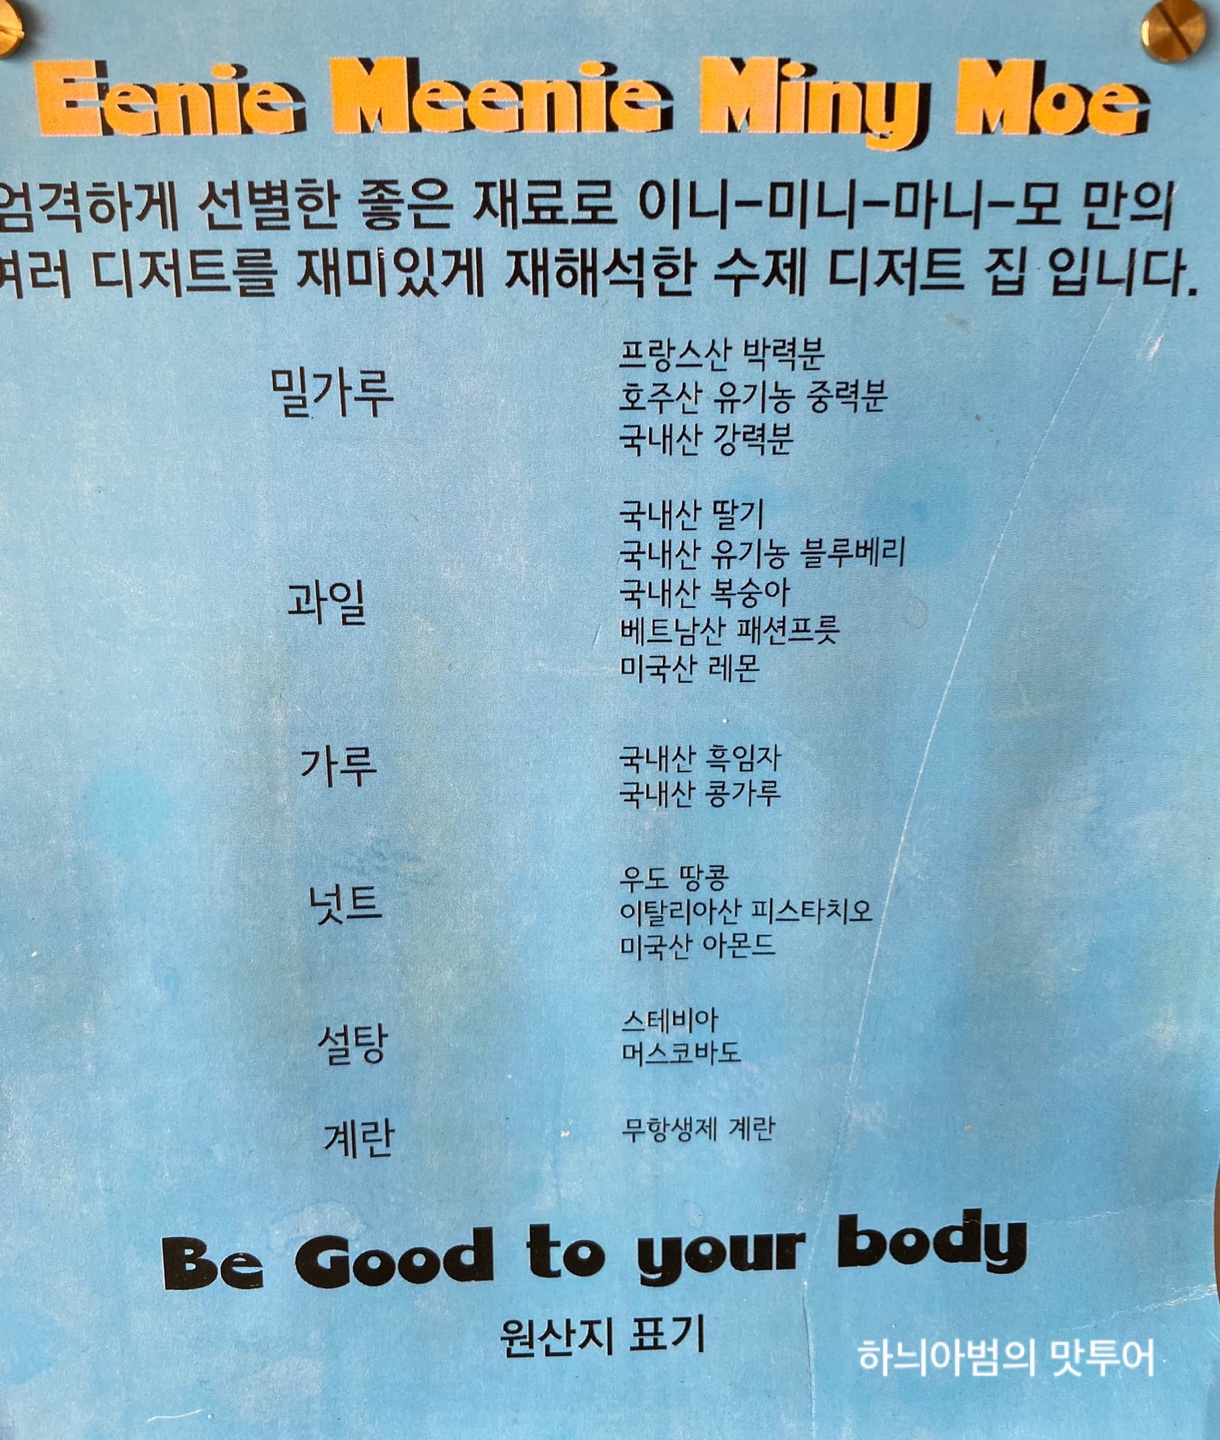 Eenie Meenie Miny Moe
엄격하게 선별한 좋은 재료로 이니-미니-마니-모 만의
여러 디저트를 재미있게 재해석한 수제 디저트 집 입니다.
밀가루
프랑스산 박력분
호주산 유기농 중력분
국내산 강력분
과일
국내산 딸기
국내산 유기농 블루베리
국내산 복숭아
베트남산 패션프룻
미국산 레몬
가루
국내산 흑임자
국내산 콩가루
넛트
우도 땅콩
이탈리아산 피스타치오
미국산 아몬드
설탕
스테비아
머스코바도
계란
무항생제 계란
Be Good to your body
원산지 표기
하늬아범의 맛투어